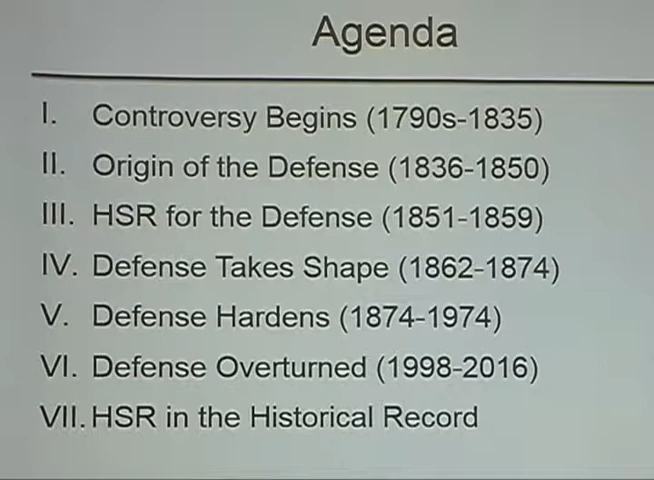 Agenda
I. Controversy Begins (1790s-1835)
II. Origin of the Defense (1836-1850)
III. HSR for the Defense (1851-1859)
IV. Defense Takes Shape (1862-1874)
V. Defense Hardens (1874-1974)
VI. Defense Overturned (1998-2016)
VII. HSR in the Historical Record